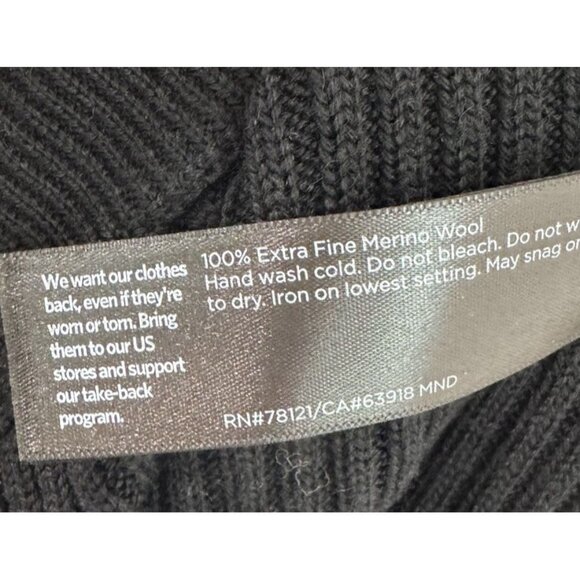 We want our clothes
back, even if they're
worn or torn. Bring
them to our US
stores and support
our take-back
program.
100% Extra Fine Merino Wool
Hand wash cold. Do not bleach. Do not w
to dry. Iron on lowest setting. May snag or
RN#78121/CA#63918 MND